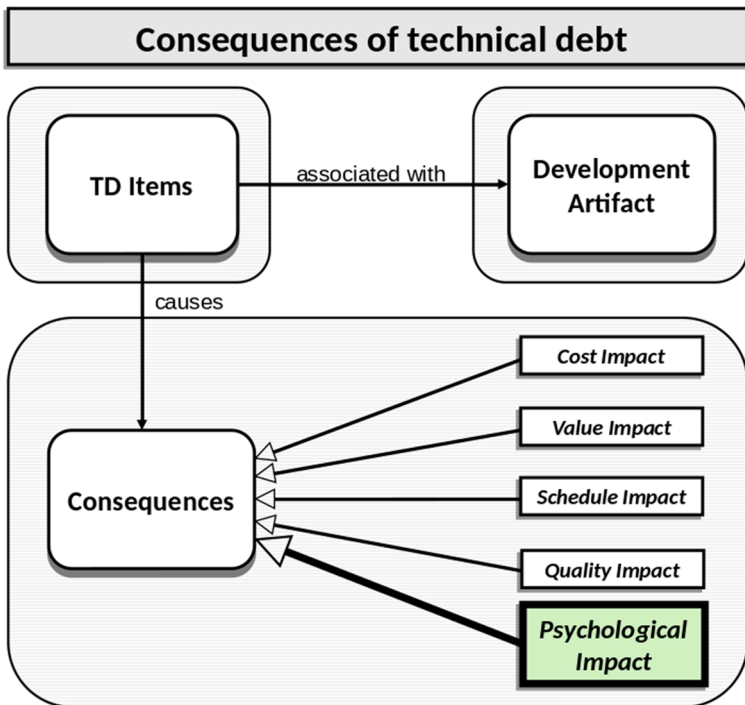 Consequences of technical debt
TD Items
associated with
Development
Artifact
causes
Cost Impact
Value Impact
Consequences
Schedule Impact
Quality Impact
Psychological
Impact